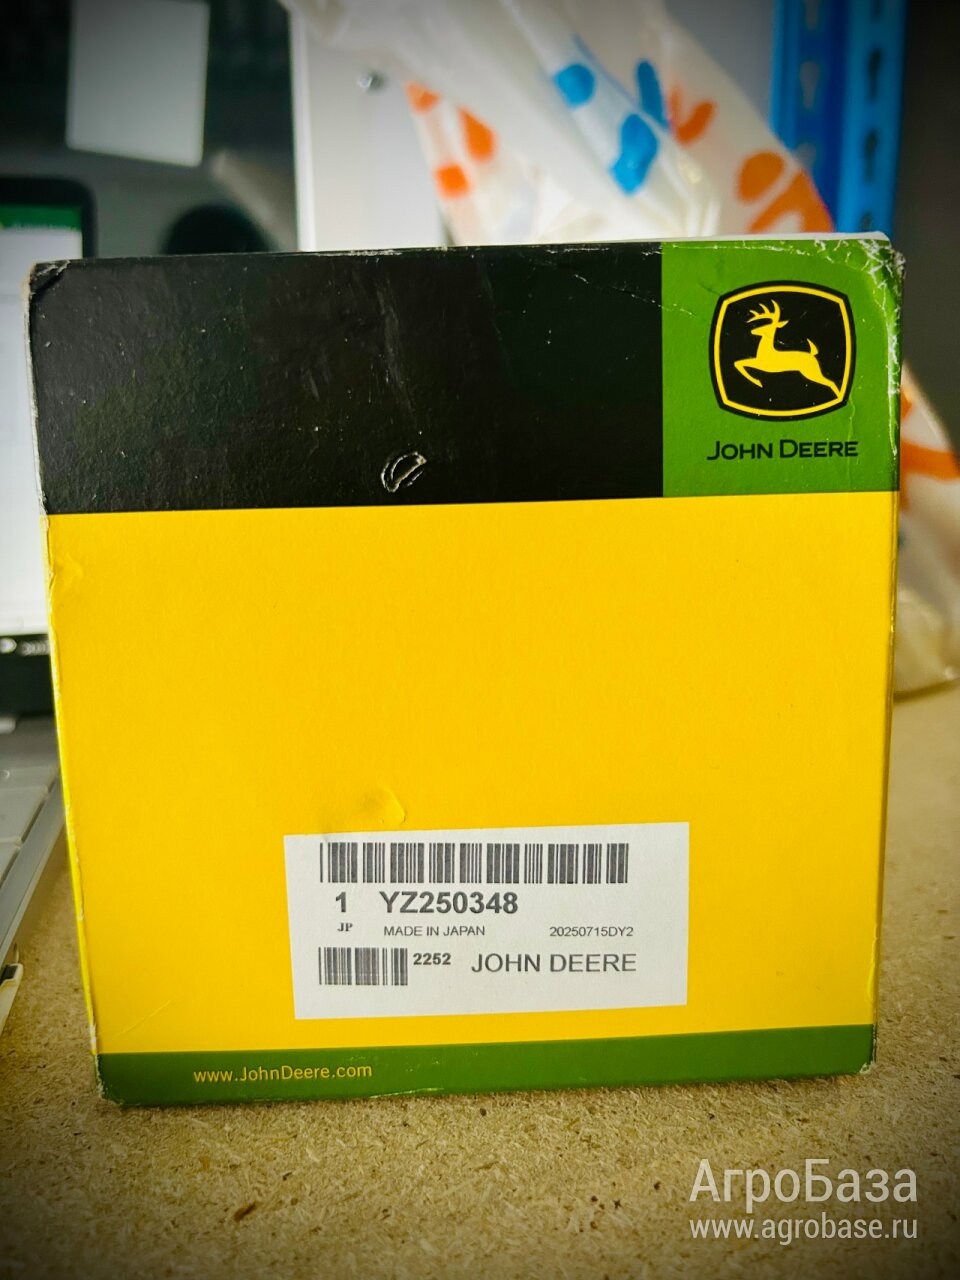 JOHN DEERE
1 YZ250348
JP MADE IN JAPAN 20250715DY2
2252 JOHN DEERE
www.JohnDeere.com
АгроБаза
www.agrobase.ru